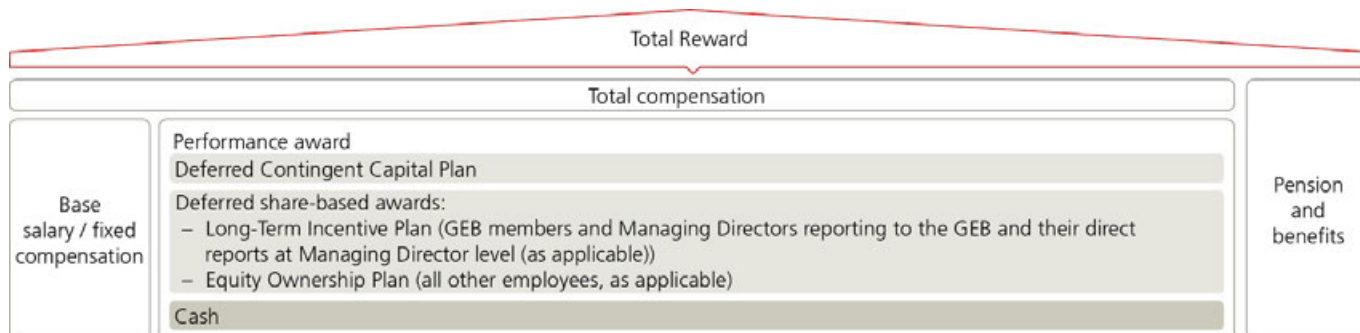 Total Reward
Total compensation
Base
salary / fixed
compensation
Performance award
Deferred Contingent Capital Plan
Deferred share-based awards:
– Long-Term Incentive Plan (GEB members and Managing Directors reporting to the GEB and their direct
reports at Managing Director level (as applicable))
– Equity Ownership Plan (all other employees, as applicable)
Cash
Pension
and
benefits